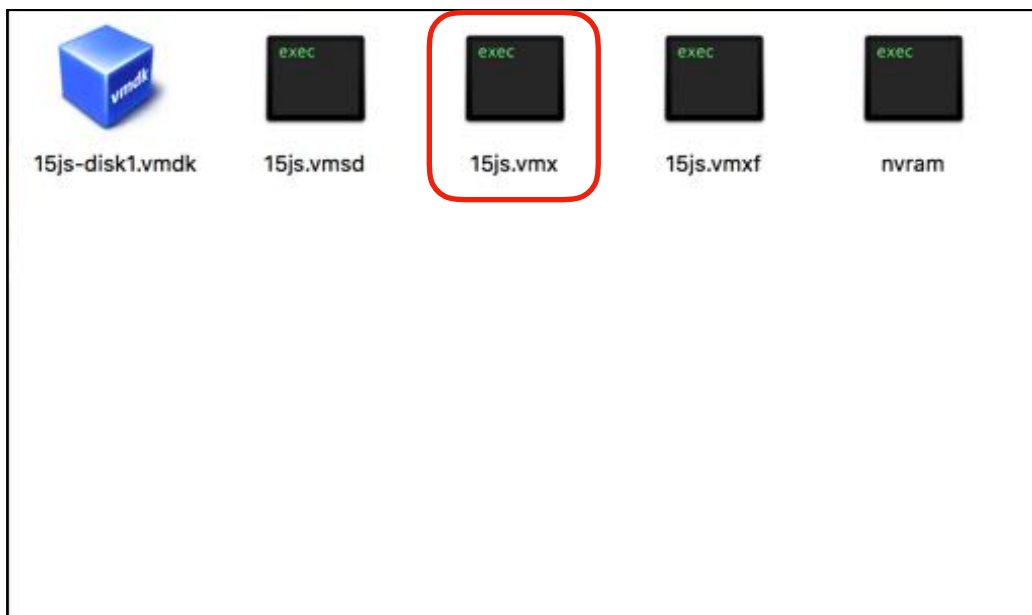 vmdk
exec
exec
exec
exec
15js-disk1.vmdk
15js.vmsd
15js.vmx
15js.vmxf
nvram